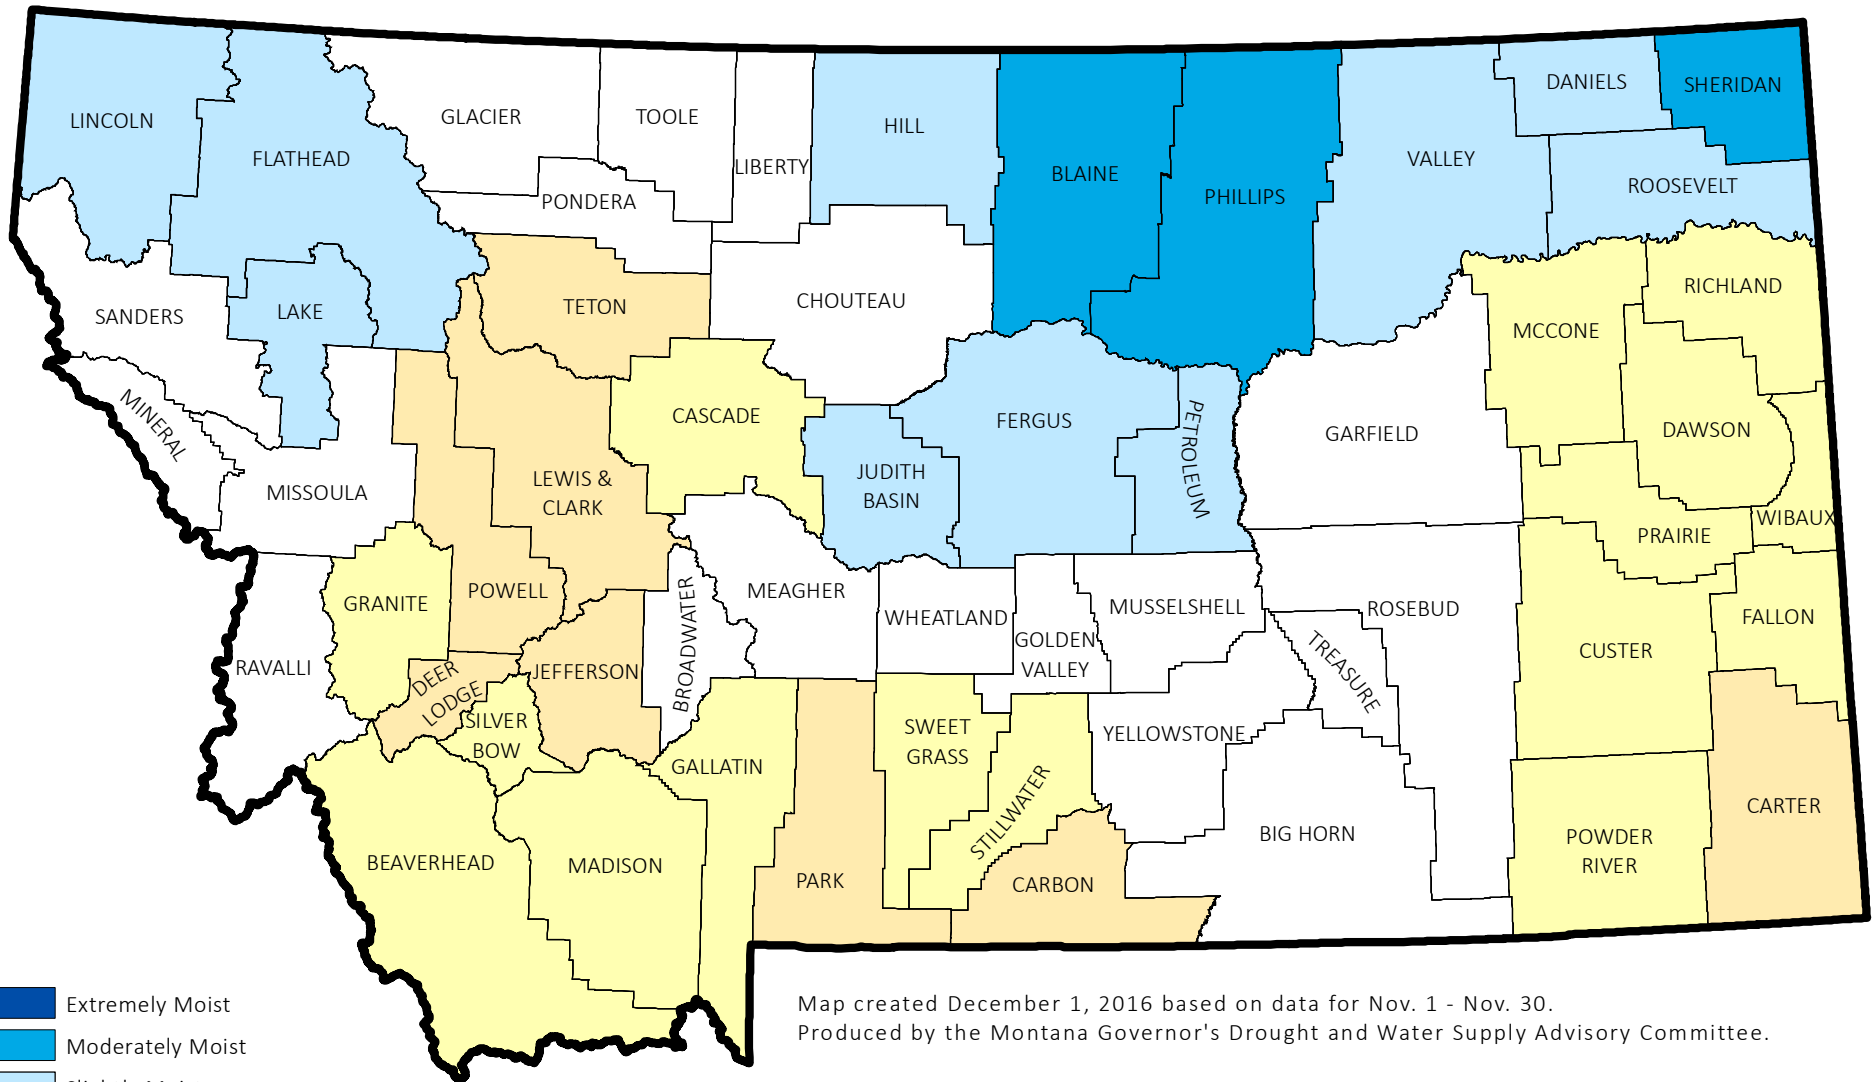 LINCOLN
FLATHEAD
GLACIER
TOOLE
LIBERTY
HILL
BLAINE
PHILLIPS
VALLEY
DANIELS
SHERIDAN
ROOSEVELT
PONDERA
SANDERS
LAKE
TETON
CHOUTEAU
MCCONE
RICHLAND
MINERAL
MISSOULA
CASCADE
FERGUS
PETROLEUM
GARFIELD
DAWSON
LEWIS &
CLARK
JUDITH
BASIN
PRAIRIE
WIBAUX
GRANITE
POWELL
MEAGHER
WHEATLAND
GOLDEN
VALLEY
MUSSELSHELL
ROSEBUD
TREASURE
CUSTER
FALLON
RAVALLI
DEER
LODGE
JEFFERSON
BROADWATER
SILVER
BOW
GALLATIN
SWEET
GRASS
STILLWATER
YELLOWSTONE
BIG HORN
POWDER
RIVER
CARTER
BEAVERHEAD
MADISON
PARK
CARBON
Extremely Moist
Moderately Moist
Map created December 1, 2016 based on data for Nov. 1 - Nov. 30.
Produced by the Montana Governor's Drought and Water Supply Advisory Committee.